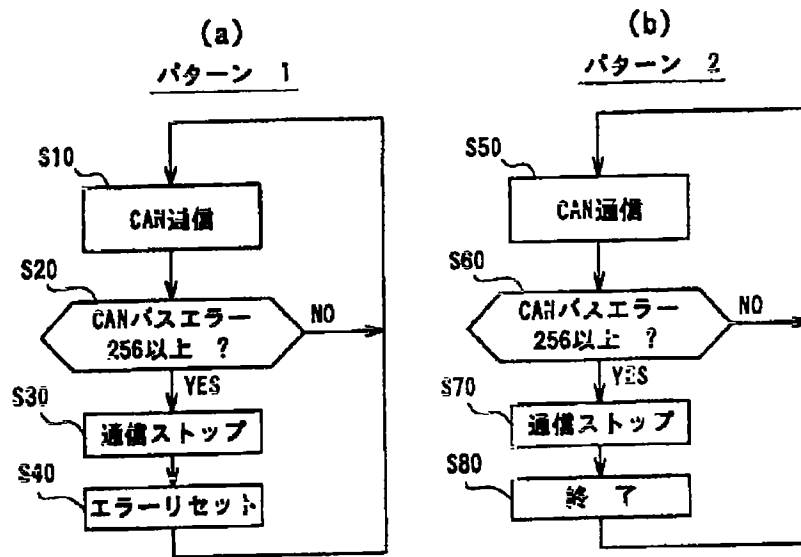 (a)
パターン 1
S10
CAN通信
S20
CANバスエラー
256以上 ?
NO
YES
S30
通信ストップ
S40
エラーリセット
(b)
パターン 2
S50
CAN通信
S60
CANバスエラー
256以上 ?
NO
YES
S70
通信ストップ
S80
終 了